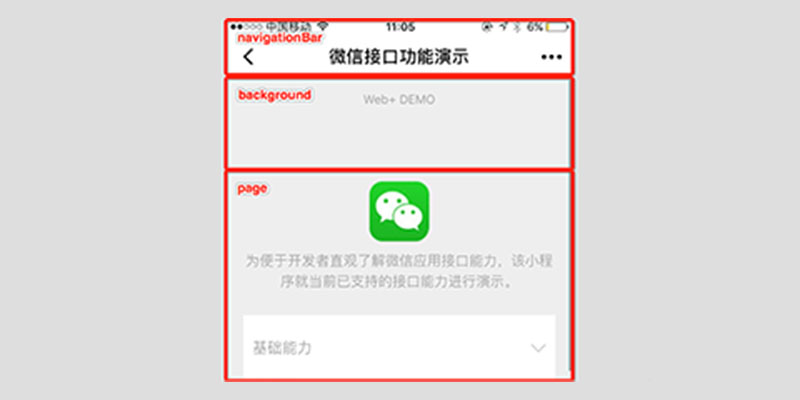 中国移动 11:05 6%
navigationBar
微信接口功能演示
background
Web+ DEMO
page
为便于开发者直观了解微信应用接口能力，该小程
序就当前已支持的接口能力进行演示。
基础能力